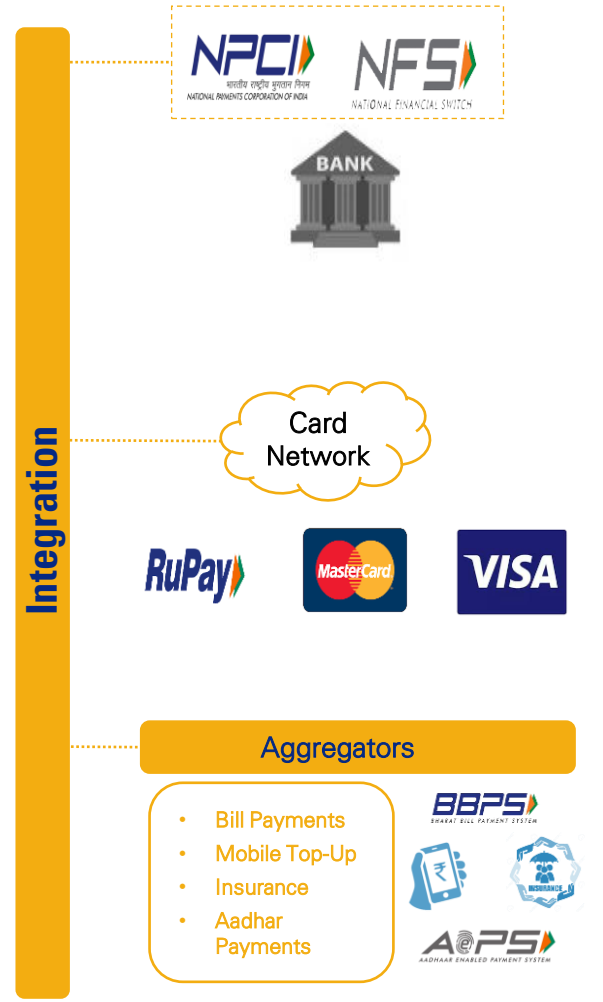 NPCI
भारतीय राष्ट्रीय भुगतान निगम
NATIONAL PAYMENTS CORPORATION OF INDIA
NFS
NATIONAL FINANCIAL SWITCH
BANK
Integration
Card
Network
RuPay
MasterCard
VISA
Aggregators
• Bill Payments
• Mobile Top-Up
• Insurance
• Aadhar
Payments
BBPS
BHARAT BILL PAYMENT SYSTEM
₹
INSURANCE
AePS
AADHAAR ENABLED PAYMENT SYSTEM